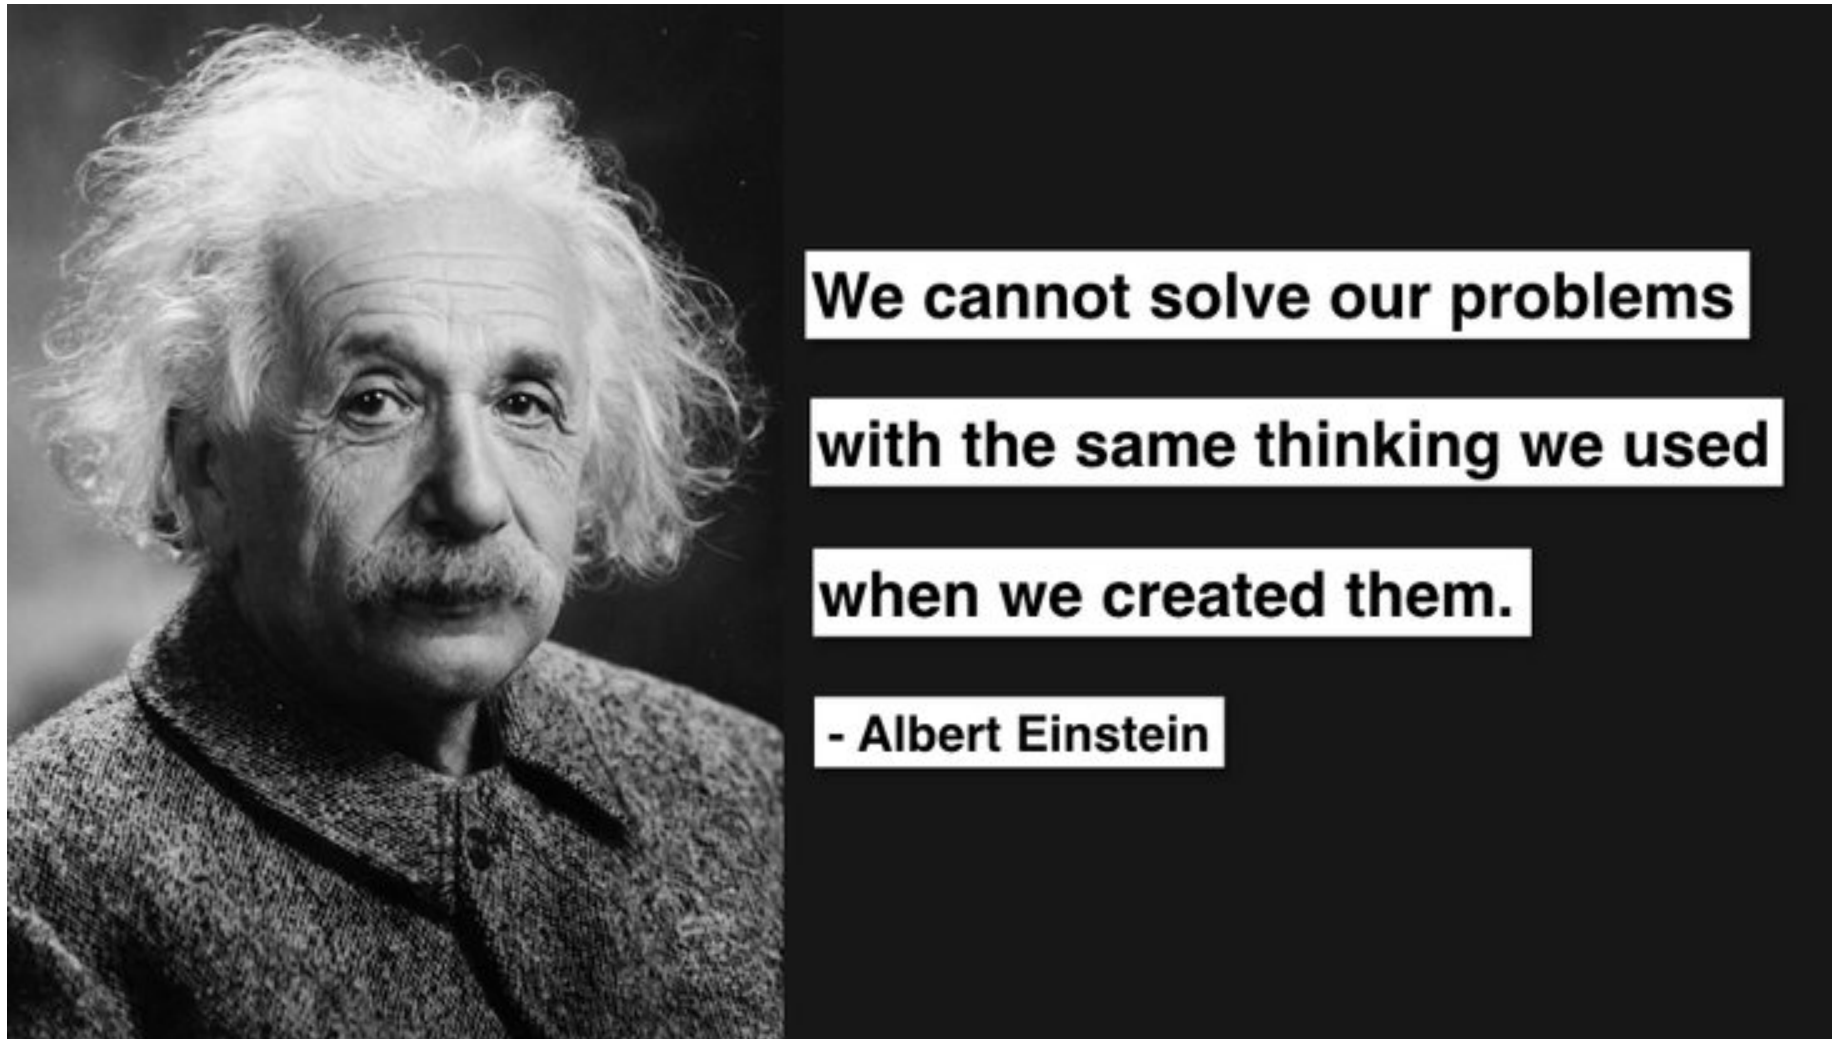 We cannot solve our problems
with the same thinking we used
when we created them.
- Albert Einstein